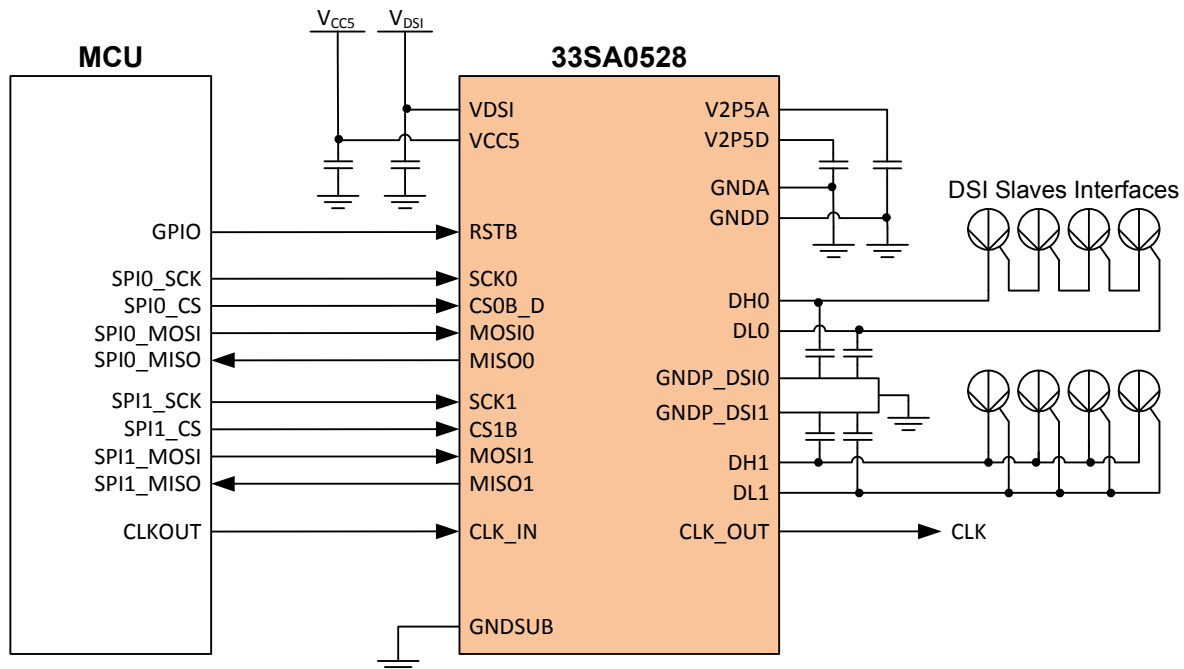 VCC5
VDSI
MCU
33SA0528
VDSI
VCC5
V2P5A
V2P5D
GNDA
GNDD
DSI Slaves Interfaces
GPIO
RSTB
SPI0_SCK
SCK0
SPI0_CS
CS0B_D
SPI0_MOSI
MOSI0
SPI0_MISO
MISO0
SPI1_SCK
SCK1
SPI1_CS
CS1B
SPI1_MOSI
MOSI1
SPI1_MISO
MISO1
CLKOUT
CLK_IN
DH0
DL0
GNDP_DSI0
GNDP_DSI1
DH1
DL1
CLK_OUT
CLK
GNDSUB